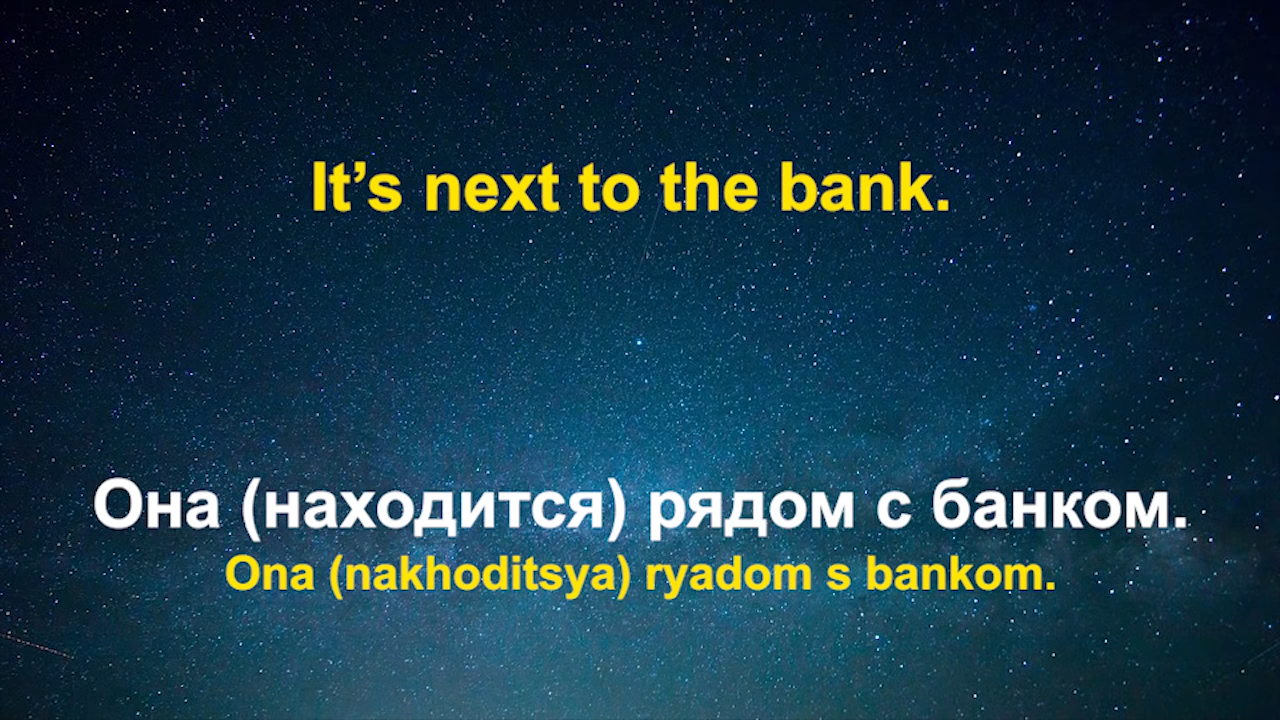 It’s next to the bank.
Она (находится) рядом с банком.
Ona (nakhoditsya) ryadom s bankom.